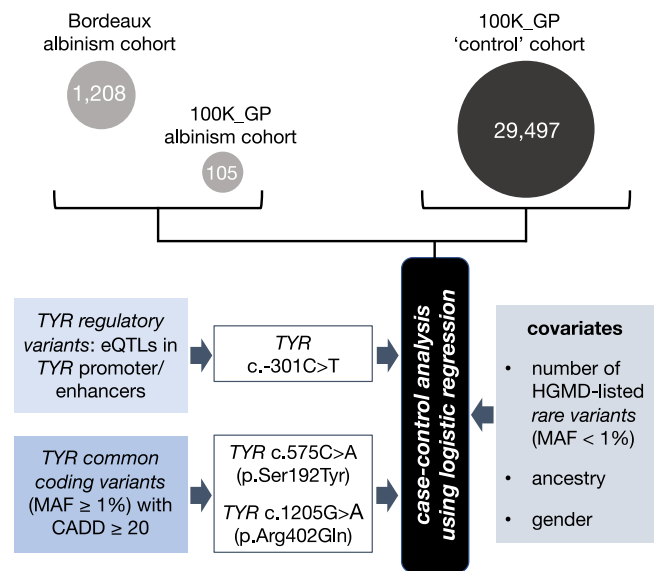 Bordeaux
albinism cohort
1,208
100K_GP
albinism cohort
105
100K_GP
‘control’ cohort
29,497
TYR regulatory
variants: eQTLs in
TYR promoter/
enhancers
TYR
c.-301C>T
TYR common
coding variants
(MAF ≥ 1%) with
CADD ≥ 20
TYR c.575C>A
(p.Ser192Tyr)
TYR c.1205G>A
(p.Arg402Gln)
case-control analysis
using logistic regression
covariates
• number of
HGMD-listed
rare variants
(MAF < 1%)
• ancestry
• gender